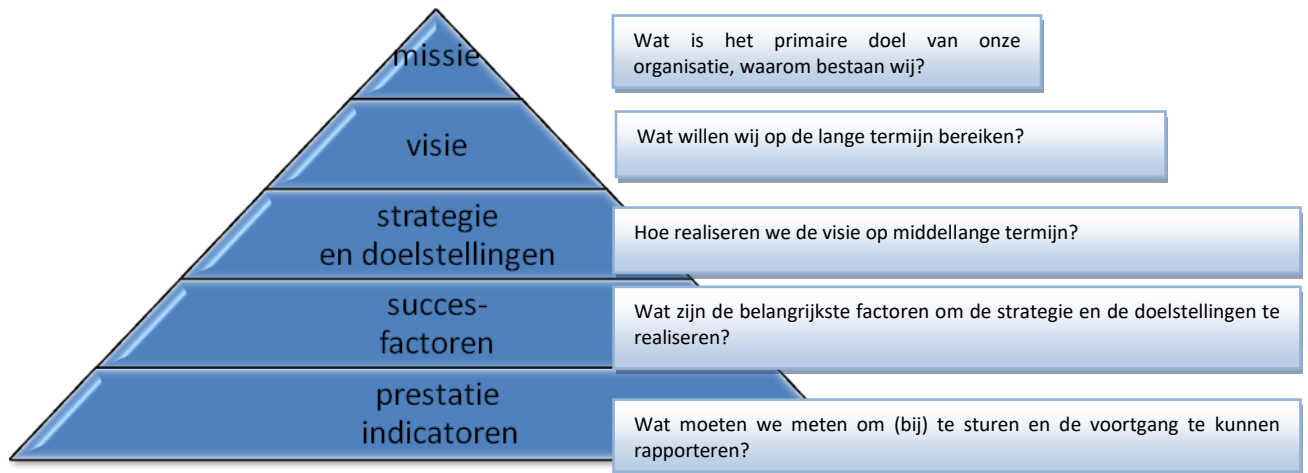 missie
Wat is het primaire doel van onze
organisatie, waarom bestaan wij?
visie
Wat willen wij op de lange termijn bereiken?
strategie
en doelstellingen
Hoe realiseren we de visie op middellange termijn?
succes-
factoren
Wat zijn de belangrijkste factoren om de strategie en de doelstellingen te
realiseren?
prestatie
indicatoren
Wat moeten we meten om (bij) te sturen en de voortgang te kunnen
rapporteren?